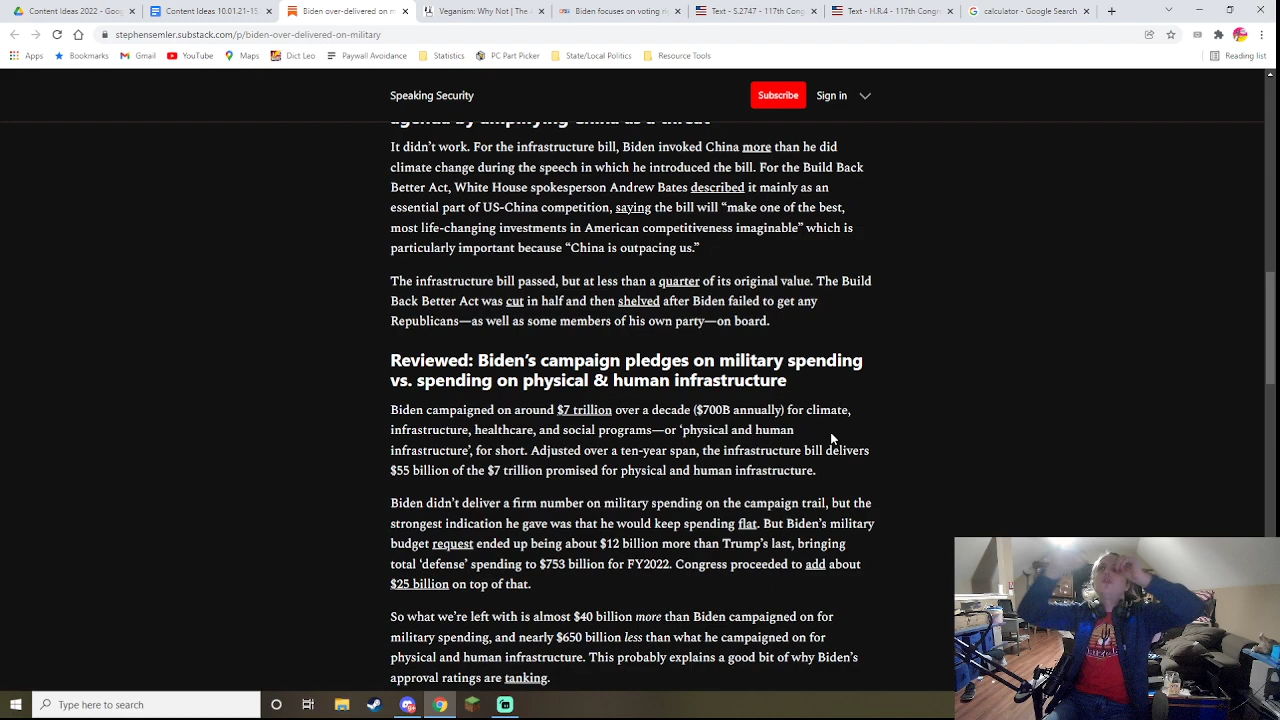 Content Ideas 2022 - Goog
Content Ideas 10.01.21-15
Biden over-delivered on m
Veganism: Why Not | The
Biden focuses on voting rig
Text - S.2747 - 117th Cong
Text - H.R.4 - 117th Congre
calculator - Google Search
stephensemler.substack.com/p/biden-over-delivered-on-military
Apps
Bookmarks
Gmail
YouTube
Maps
Dict Leo
Paywall Avoidance
Statistics
PC Part Picker
State/Local Politics
Resource Tools
Reading list
Speaking Security
Subscribe
Sign in
agenda by amplifying China as a threat
It didn’t work. For the infrastructure bill, Biden invoked China more than he did
climate change during the speech in which he introduced the bill. For the Build Back
Better Act, White House spokesperson Andrew Bates described it mainly as an
essential part of US-China competition, saying the bill will “make one of the best,
most life-changing investments in American competitiveness imaginable” which is
particularly important because “China is outpacing us.”
The infrastructure bill passed, but at less than a quarter of its original value. The Build
Back Better Act was cut in half and then shelved after Biden failed to get any
Republicans—as well as some members of his own party—on board.
Reviewed: Biden’s campaign pledges on military spending
vs. spending on physical & human infrastructure
Biden campaigned on around $7 trillion over a decade ($700B annually) for climate,
infrastructure, healthcare, and social programs—or ‘physical and human
infrastructure’, for short. Adjusted over a ten-year span, the infrastructure bill delivers
$55 billion of the $7 trillion promised for physical and human infrastructure.
Biden didn’t deliver a firm number on military spending on the campaign trail, but the
strongest indication he gave was that he would keep spending flat. But Biden’s military
budget request ended up being about $12 billion more than Trump’s last, bringing
total ‘defense’ spending to $753 billion for FY2022. Congress proceeded to add about
$25 billion on top of that.
So what we’re left with is almost $40 billion more than Biden campaigned on for
military spending, and nearly $650 billion less than what he campaigned on for
physical and human infrastructure. This probably explains a good bit of why Biden’s
approval ratings are tanking.
Type here to search